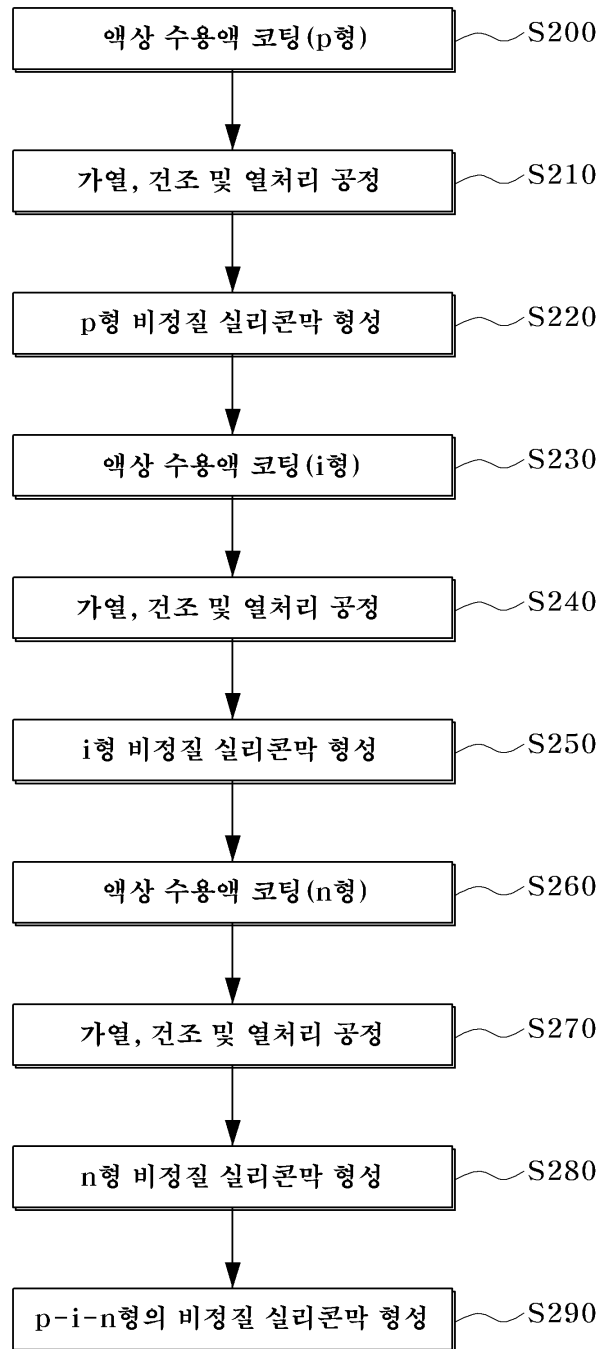 액상 수용액 코팅(p형)
S200
가열, 건조 및 열처리 공정
S210
p형 비정질 실리콘막 형성
S220
액상 수용액 코팅(i형)
S230
가열, 건조 및 열처리 공정
S240
i형 비정질 실리콘막 형성
S250
액상 수용액 코팅(n형)
S260
가열, 건조 및 열처리 공정
S270
n형 비정질 실리콘막 형성
S280
p-i-n형의 비정질 실리콘막 형성
S290